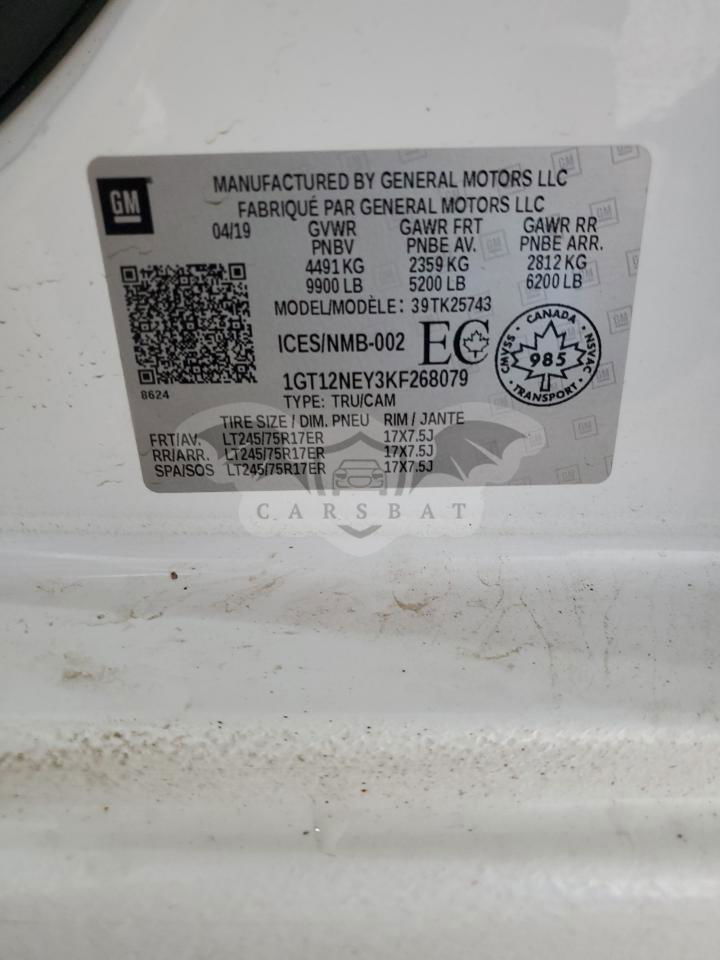 GM
MANUFACTURED BY GENERAL MOTORS LLC
FABRIQUÉ PAR GENERAL MOTORS LLC
04/19 GVWR GAWR FRT GAWR RR
PNBV PNBE AV. PNBE ARR.
4491 KG 2359 KG 2812 KG
9900 LB 5200 LB 6200 LB
MODEL/MODÈLE: 39TK25743
ICES/NMB-002 EC
CANADA
CMVSS 985 NSVAC
TRANSPORT
1GT12NEY3KF268079
8624
TYPE: TRU/CAM
TIRE SIZE / DIM. PNEU RIM / JANTE
FRT/AV. LT245/75R17ER 17X7.5J
RR/ARR. LT245/75R17ER 17X7.5J
SPA/SOS LT245/75R17ER 17X7.5J
CARSBAT